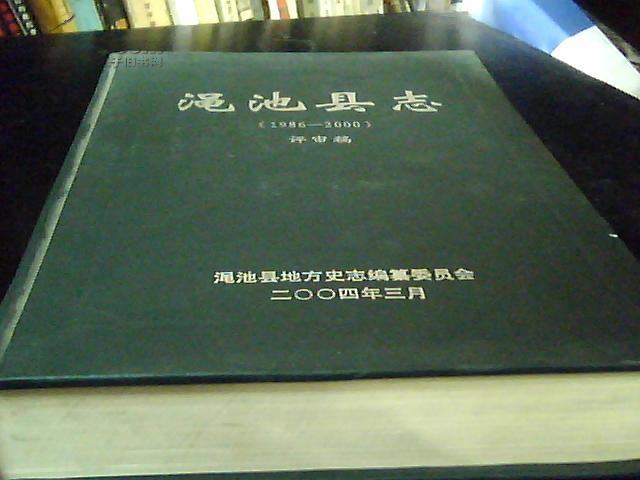 渑池县志
（1986—2000）
评审稿
渑池县地方史志编纂委员会
二〇〇四年三月